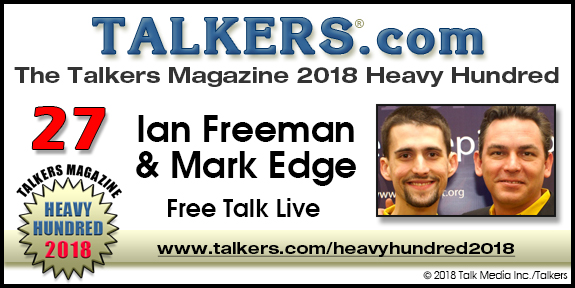 TALKERS®.com
The Talkers Magazine 2018 Heavy Hundred
27
Ian Freeman
& Mark Edge
Free Talk Live
TALKERS MAGAZINE
HEAVY
HUNDRED
2018
www.talkers.com/heavyhundred2018
© 2018 Talk Media Inc./Talkers